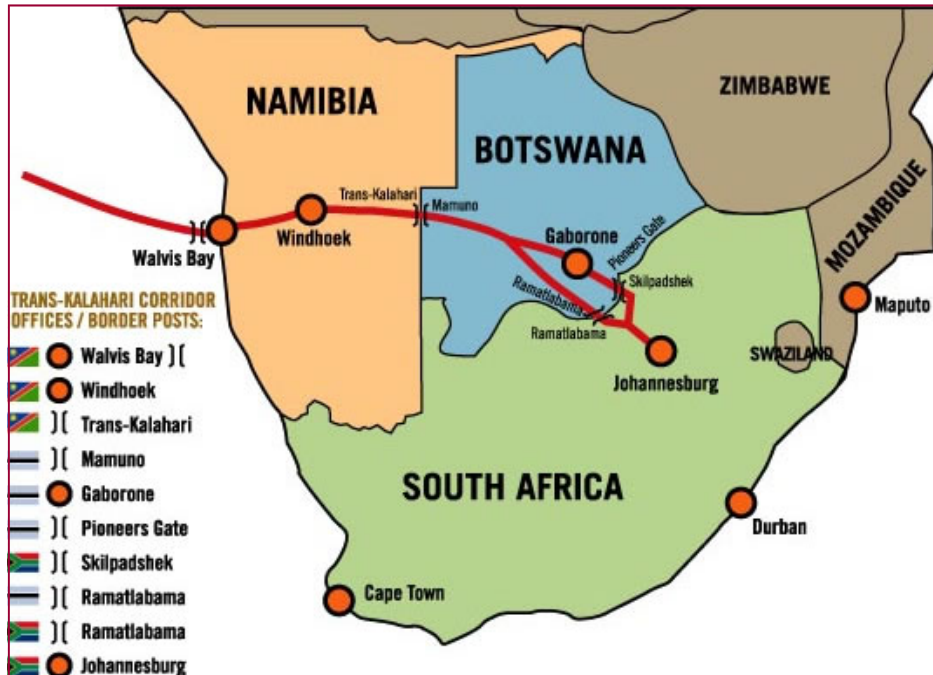 NAMIBIA
ZIMBABWE
BOTSWANA
MOZAMBIQUE
Trans-Kalahari
Mamuno
Walvis Bay
Windhoek
Gaborone
Pioneers Gate
Skilpadshek
Ramatlabama
Ramatlabama
Johannesburg
Maputo
SWAZILAND
SOUTH AFRICA
Durban
Cape Town
TRANS-KALAHARI CORRIDOR
OFFICES / BORDER POSTS:
Walvis Bay
Windhoek
Trans-Kalahari
Mamuno
Gaborone
Pioneers Gate
Skilpadshek
Ramatlabama
Ramatlabama
Johannesburg